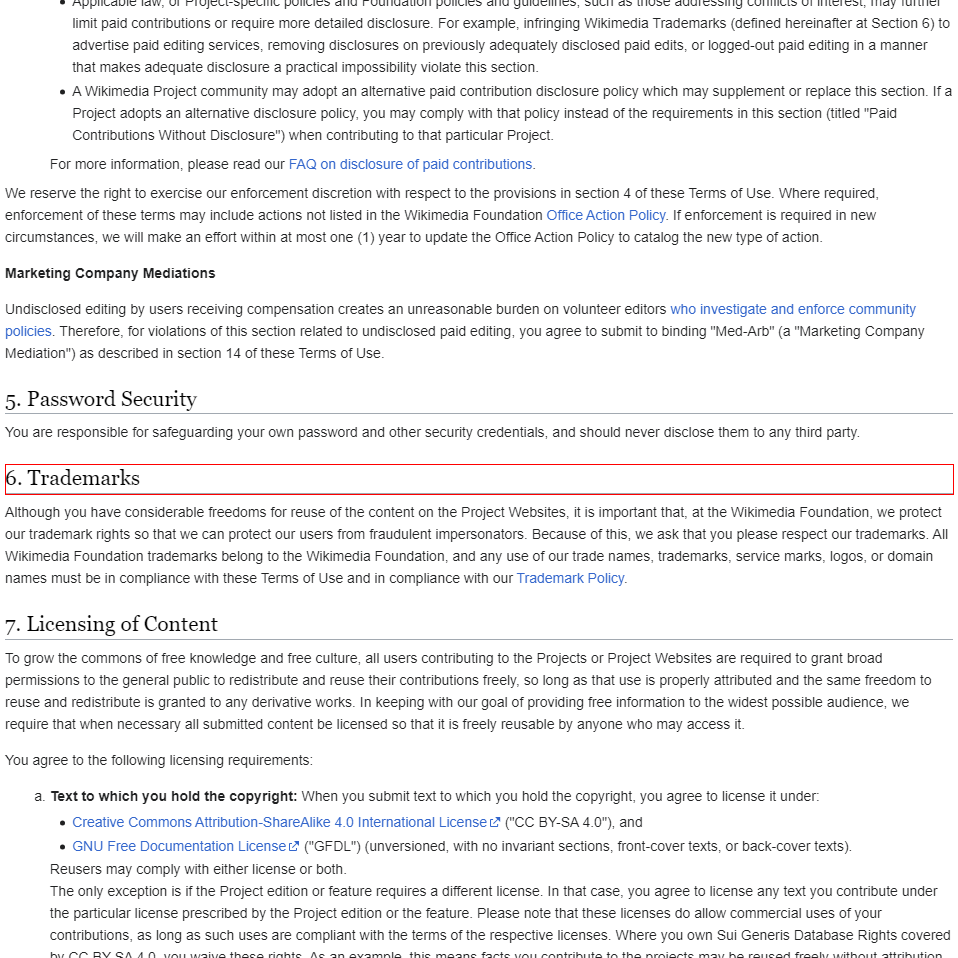 • Applicable law, or Project-specific policies and Foundation policies and guidelines, such as those addressing conflicts of interest, may further
limit paid contributions or require more detailed disclosure. For example, infringing Wikimedia Trademarks (defined hereinafter at Section 6) to
advertise paid editing services, removing disclosures on previously adequately disclosed paid edits, or logged-out paid editing in a manner
that makes adequate disclosure a practical impossibility violate this section.
• A Wikimedia Project community may adopt an alternative paid contribution disclosure policy which may supplement or replace this section. If a
Project adopts an alternative disclosure policy, you may comply with that policy instead of the requirements in this section (titled "Paid
Contributions Without Disclosure") when contributing to that particular Project.
For more information, please read our FAQ on disclosure of paid contributions.
We reserve the right to exercise our enforcement discretion with respect to the provisions in section 4 of these Terms of Use. Where required,
enforcement of these terms may include actions not listed in the Wikimedia Foundation Office Action Policy. If enforcement is required in new
circumstances, we will make an effort within at most one (1) year to update the Office Action Policy to catalog the new type of action.
Marketing Company Mediations
Undisclosed editing by users receiving compensation creates an unreasonable burden on volunteer editors who investigate and enforce community
policies. Therefore, for violations of this section related to undisclosed paid editing, you agree to submit to binding "Med-Arb" (a "Marketing Company
Mediation") as described in section 14 of these Terms of Use.
5. Password Security
You are responsible for safeguarding your own password and other security credentials, and should never disclose them to any third party.
6. Trademarks
Although you have considerable freedoms for reuse of the content on the Project Websites, it is important that, at the Wikimedia Foundation, we protect
our trademark rights so that we can protect our users from fraudulent impersonators. Because of this, we ask that you please respect our trademarks. All
Wikimedia Foundation trademarks belong to the Wikimedia Foundation, and any use of our trade names, trademarks, service marks, logos, or domain
names must be in compliance with these Terms of Use and in compliance with our Trademark Policy.
7. Licensing of Content
To grow the commons of free knowledge and free culture, all users contributing to the Projects or Project Websites are required to grant broad
permissions to the general public to redistribute and reuse their contributions freely, so long as that use is properly attributed and the same freedom to
reuse and redistribute is granted to any derivative works. In keeping with our goal of providing free information to the widest possible audience, we
require that when necessary all submitted content be licensed so that it is freely reusable by anyone who may access it.
You agree to the following licensing requirements:
a. Text to which you hold the copyright: When you submit text to which you hold the copyright, you agree to license it under:
• Creative Commons Attribution-ShareAlike 4.0 International License ("CC BY-SA 4.0"), and
• GNU Free Documentation License ("GFDL") (unversioned, with no invariant sections, front-cover texts, or back-cover texts).
Reusers may comply with either license or both.
The only exception is if the Project edition or feature requires a different license. In that case, you agree to license any text you contribute under
the particular license prescribed by the Project edition or the feature. Please note that these licenses do allow commercial uses of your
contributions, as long as such uses are compliant with the terms of the respective licenses. Where you own Sui Generis Database Rights covered
by CC BY-SA 4.0, you waive these rights. As an example, this means facts you contribute to the projects may be reused freely without attribution.